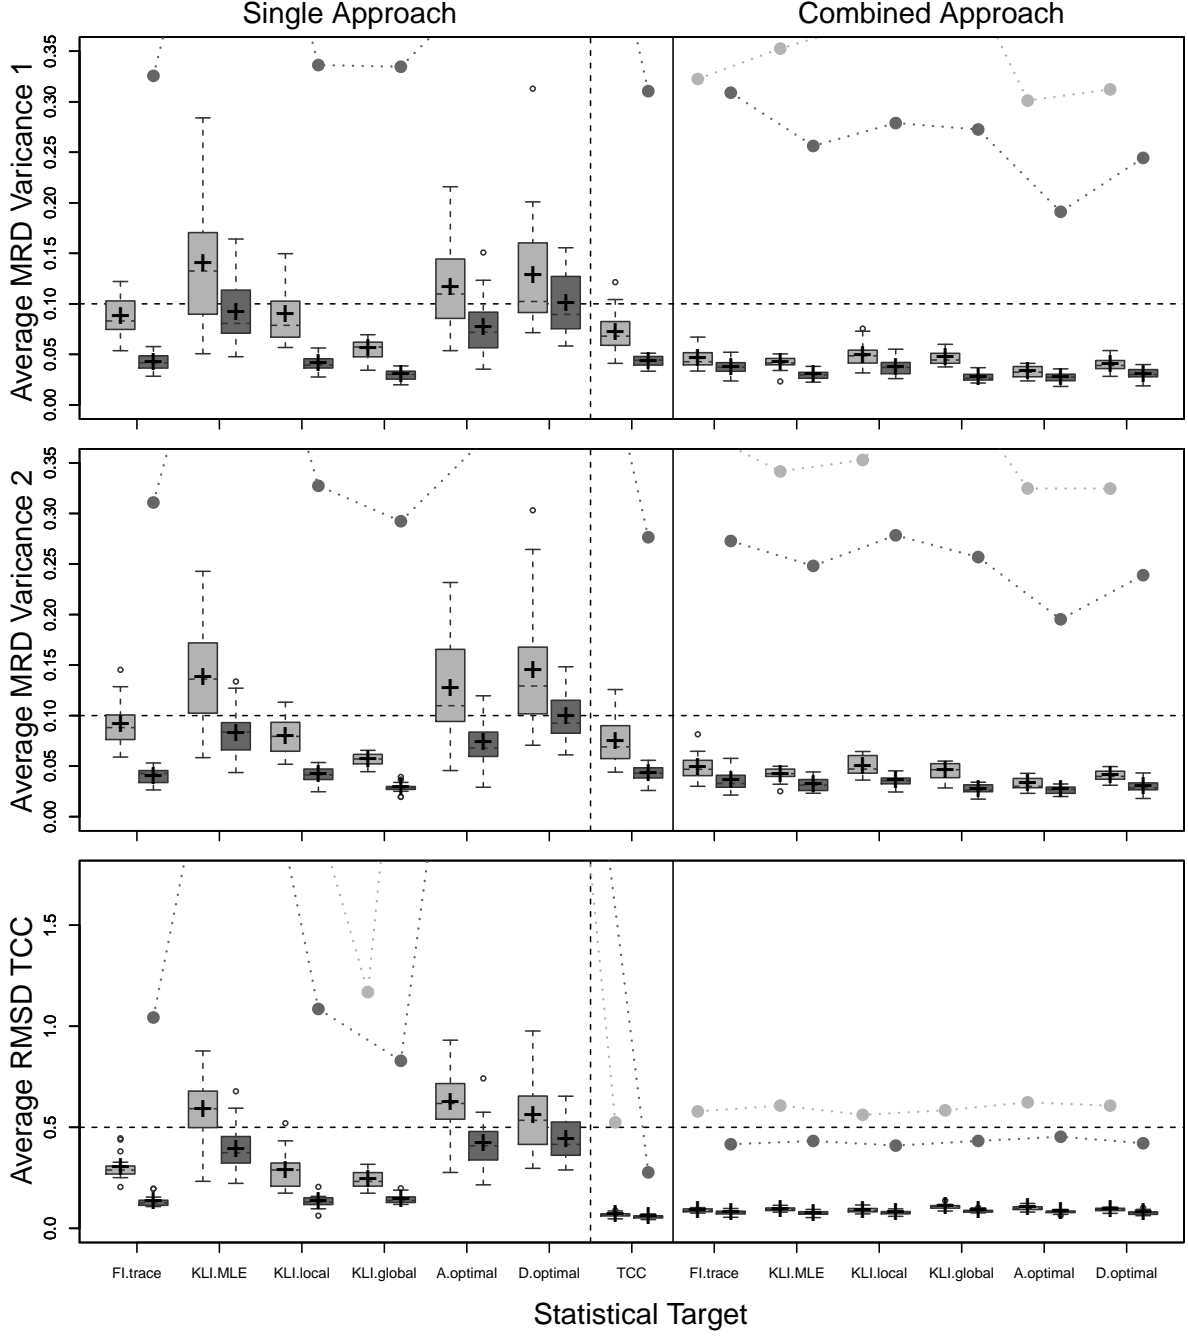 Single Approach
Combined Approach
Average MRD Varicance 1
0.35
0.30
0.25
0.20
0.15
0.10
0.05
0.00
Average MRD Varicance 2
0.35
0.30
0.25
0.20
0.15
0.10
0.05
0.00
Average RMSD TCC
1.5
1.0
0.5
0.0
FI.trace KLI.MLE KLI.local KLI.global A.optimal D.optimal TCC FI.trace KLI.MLE KLI.local KLI.global A.optimal D.optimal
Statistical Target